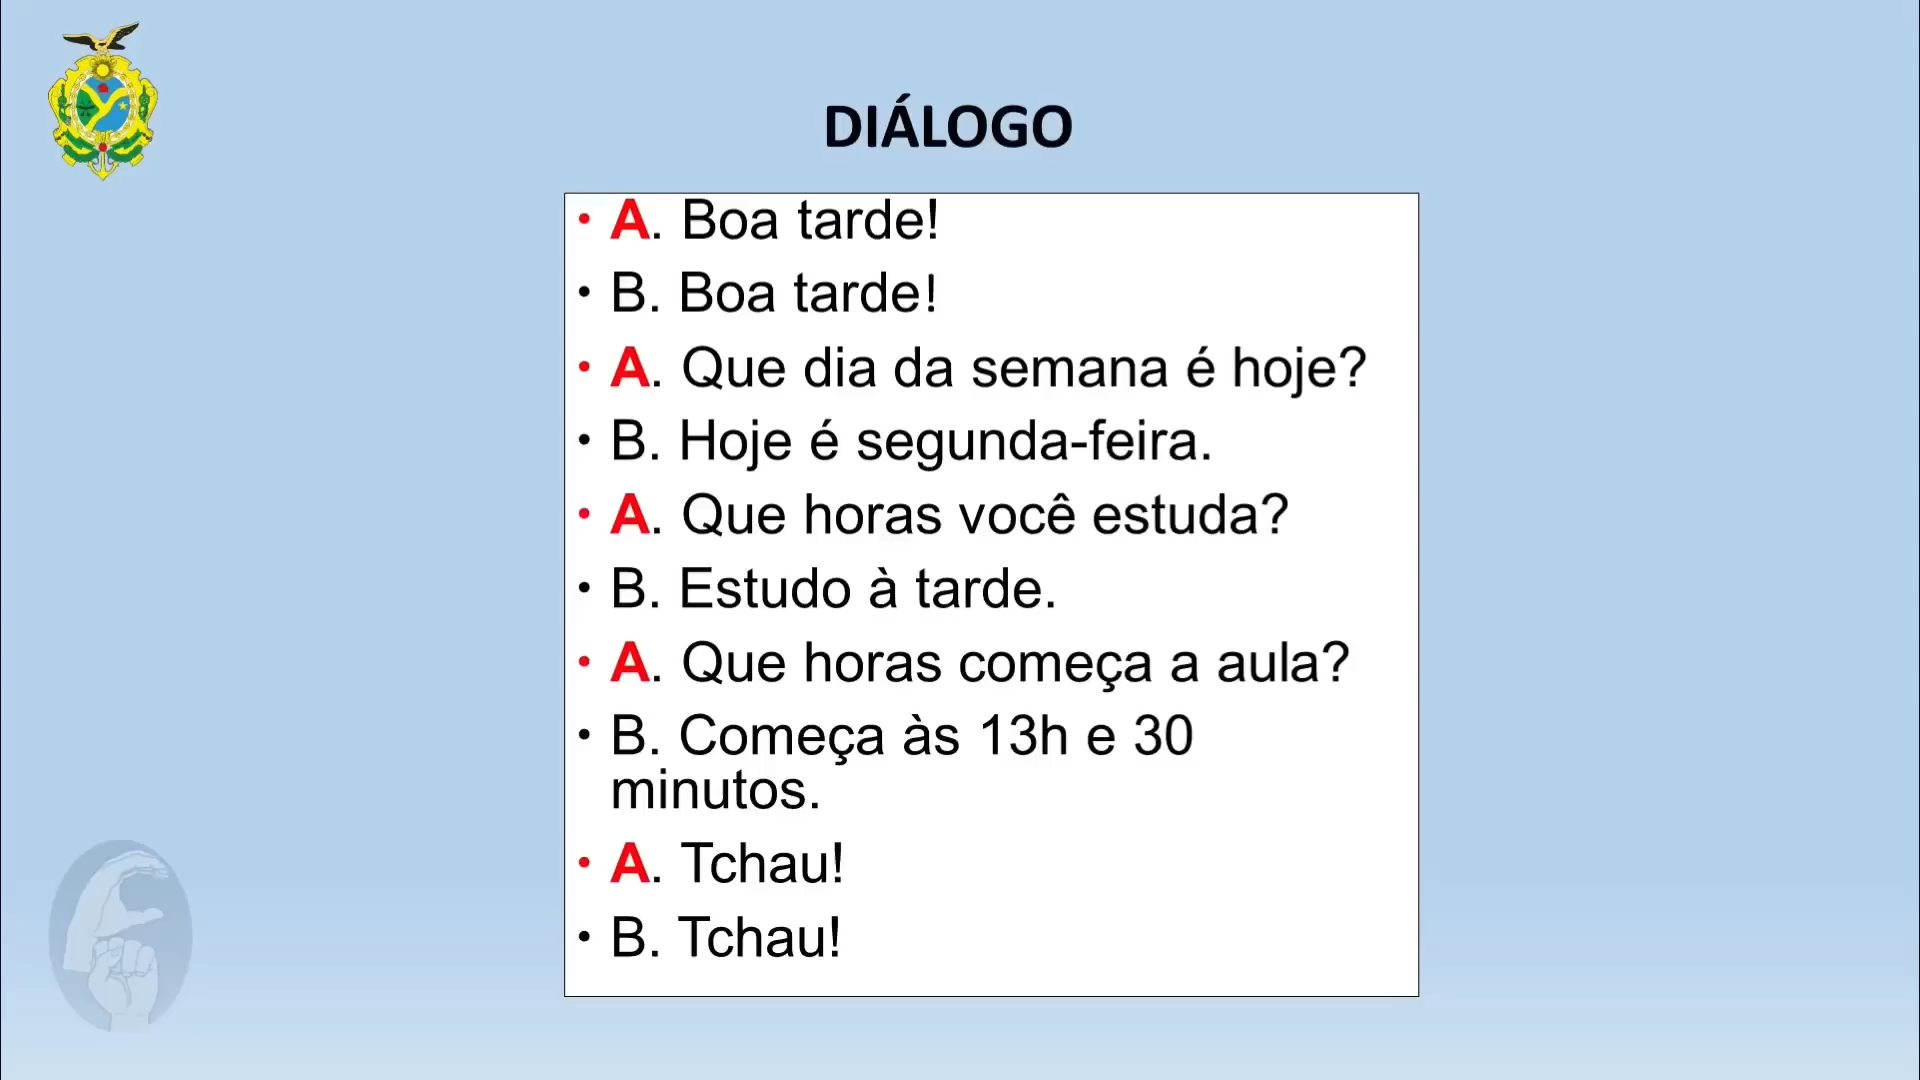 DIÁLOGO
• A. Boa tarde!
• B. Boa tarde!
• A. Que dia da semana é hoje?
• B. Hoje é segunda-feira.
• A. Que horas você estuda?
• B. Estudo à tarde.
• A. Que horas começa a aula?
• B. Começa às 13h e 30
minutos.
• A. Tchau!
• B. Tchau!